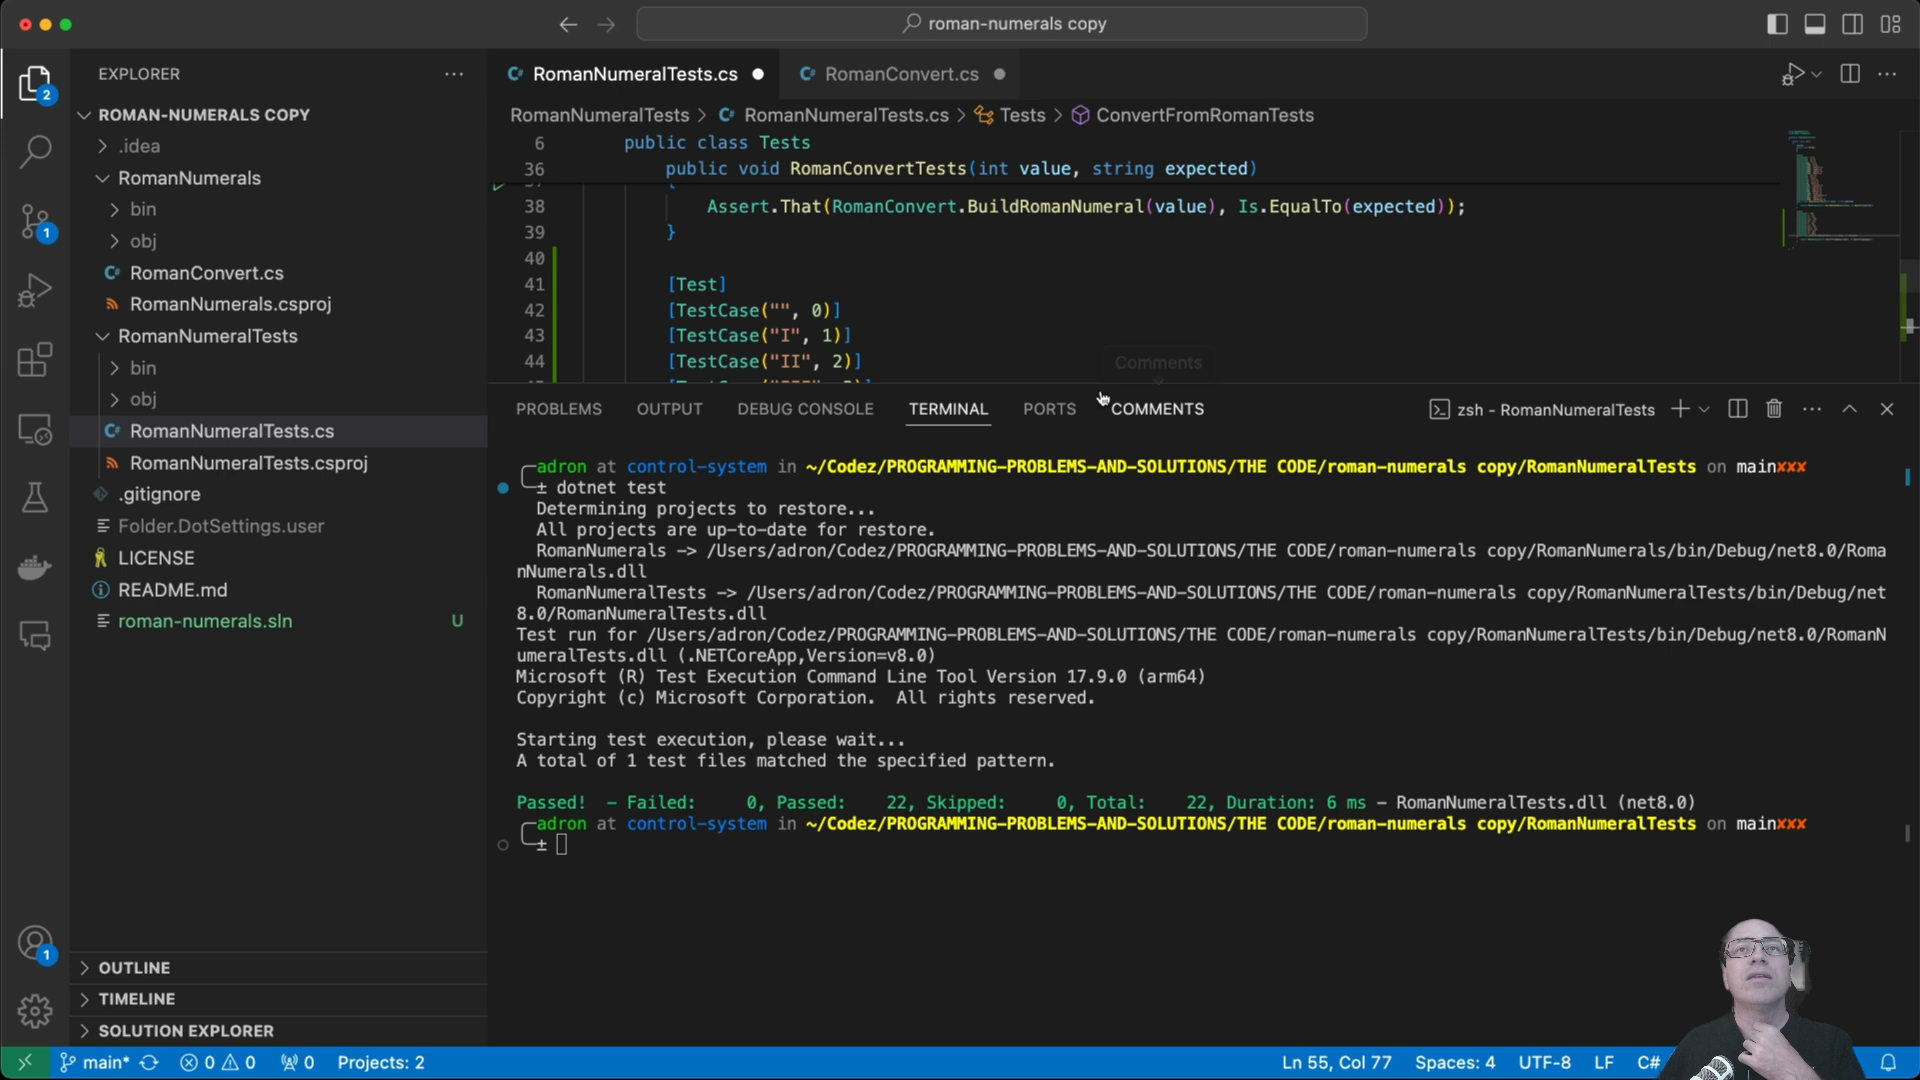 roman-numerals copy
EXPLORER
2
ROMAN-NUMERALS COPY
.idea
RomanNumerals
bin
obj
RomanConvert.cs
RomanNumerals.csproj
RomanNumeralTests
bin
obj
RomanNumeralTests.cs
RomanNumeralTests.csproj
.gitignore
Folder.DotSettings.user
LICENSE
README.md
roman-numerals.sln U
1
1
OUTLINE
TIMELINE
SOLUTION EXPLORER
RomanNumeralTests.cs
RomanConvert.cs
RomanNumeralTests > RomanNumeralTests.cs > Tests > ConvertFromRomanTests
6 public class Tests
36 public void RomanConvertTests(int value, string expected)
38 Assert.That(RomanConvert.BuildRomanNumeral(value), Is.EqualTo(expected));
39 }
40
41 [Test]
42 [TestCase("", 0)]
43 [TestCase("I", 1)]
44 [TestCase("II", 2)]
Comments
PROBLEMS OUTPUT DEBUG CONSOLE TERMINAL PORTS COMMENTS
zsh - RomanNumeralTests
adron at control-system in ~/Codez/PROGRAMMING-PROBLEMS-AND-SOLUTIONS/THE CODE/roman-numerals copy/RomanNumeralTests on main✘✘✘
± dotnet test
Determining projects to restore...
All projects are up-to-date for restore.
RomanNumerals -> /Users/adron/Codez/PROGRAMMING-PROBLEMS-AND-SOLUTIONS/THE CODE/roman-numerals copy/RomanNumerals/bin/Debug/net8.0/Roma
nNumerals.dll
RomanNumeralTests -> /Users/adron/Codez/PROGRAMMING-PROBLEMS-AND-SOLUTIONS/THE CODE/roman-numerals copy/RomanNumeralTests/bin/Debug/net
8.0/RomanNumeralTests.dll
Test run for /Users/adron/Codez/PROGRAMMING-PROBLEMS-AND-SOLUTIONS/THE CODE/roman-numerals copy/RomanNumeralTests/bin/Debug/net8.0/RomanN
umeralTests.dll (.NETCoreApp,Version=v8.0)
Microsoft (R) Test Execution Command Line Tool Version 17.9.0 (arm64)
Copyright (c) Microsoft Corporation.  All rights reserved.
Starting test execution, please wait...
A total of 1 test files matched the specified pattern.
Passed!  - Failed:     0, Passed:    22, Skipped:     0, Total:    22, Duration: 6 ms - RomanNumeralTests.dll (net8.0)
adron at control-system in ~/Codez/PROGRAMMING-PROBLEMS-AND-SOLUTIONS/THE CODE/roman-numerals copy/RomanNumeralTests on main✘✘✘
±
main* 0 0 0 Projects: 2
Ln 55, Col 77 Spaces: 4 UTF-8 LF C#